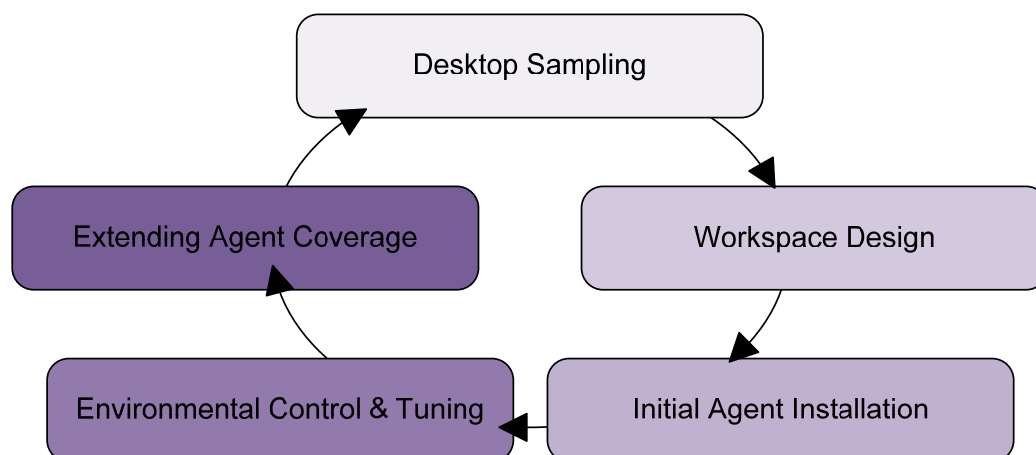 Desktop Sampling
Extending Agent Coverage
Workspace Design
Environmental Control & Tuning
Initial Agent Installation